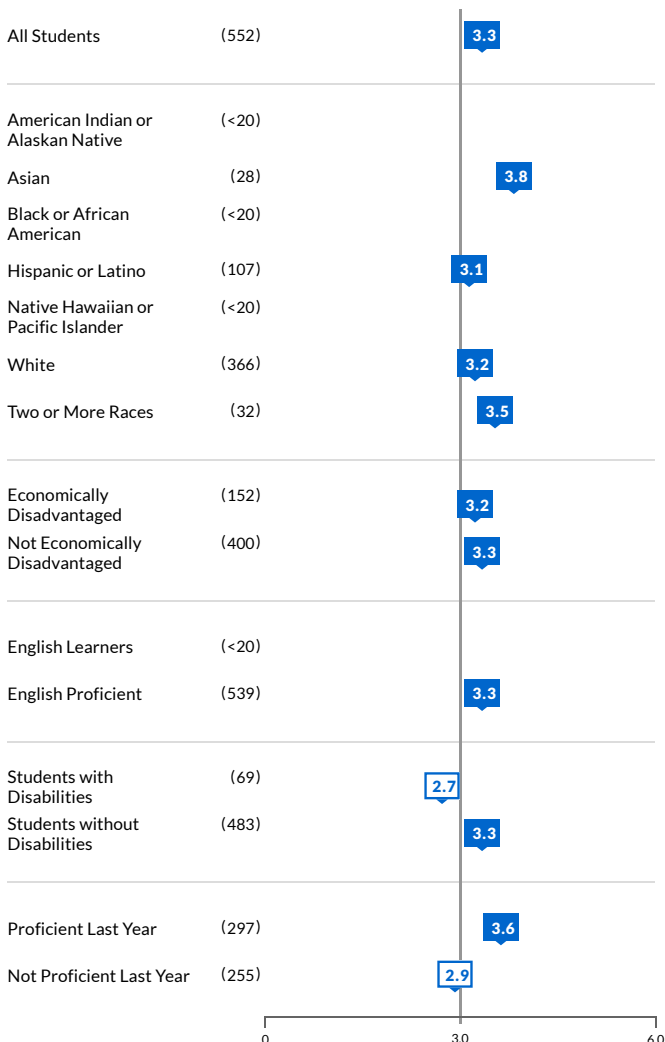 All Students (552) 3.3
American Indian or (<20)
Alaskan Native
Asian (28) 3.8
Black or African (<20)
American
Hispanic or Latino (107) 3.1
Native Hawaiian or (<20)
Pacific Islander
White (366) 3.2
Two or More Races (32) 3.5
Economically (152) 3.2
Disadvantaged
Not Economically (400) 3.3
Disadvantaged
English Learners (<20)
English Proficient (539) 3.3
Students with (69) 2.7
Disabilities
Students without (483) 3.3
Disabilities
Proficient Last Year (297) 3.6
Not Proficient Last Year (255) 2.9
0 3.0 6.0